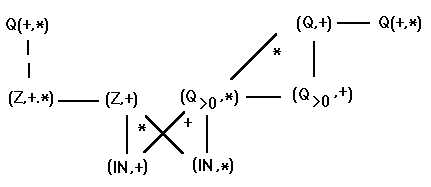 Q(+,*) (Q,+) Q(+,*)
*
(Z,+.*) (Z,+) (Q>0,*) (Q>0,+)
* +
(IN,+) (IN,*)